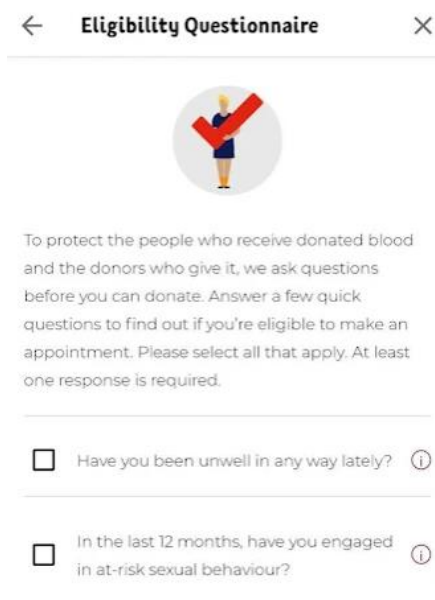 Eligibility Questionnaire
To protect the people who receive donated blood
and the donors who give it, we ask questions
before you can donate. Answer a few quick
questions to find out if you're eligible to make an
appointment. Please select all that apply. At least
one response is required.
Have you been unwell in any way lately?
In the last 12 months, have you engaged
in at-risk sexual behaviour?